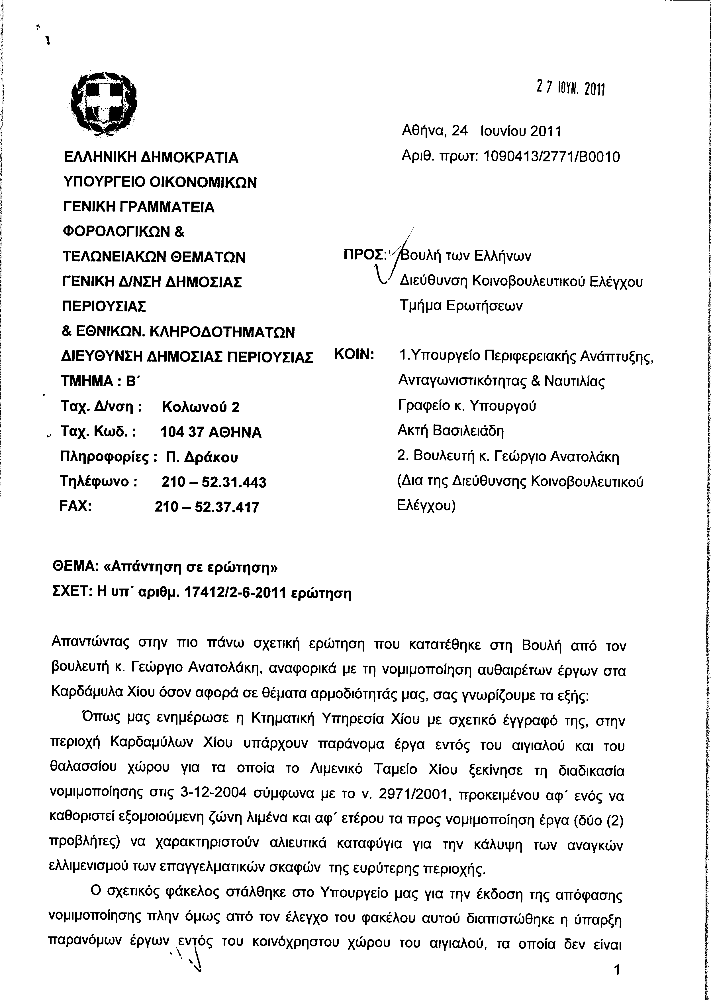 2 7 ΙΟΥΝ. 2011
Αθήνα, 24 Ιουνίου 2011
Αριθ. πρωτ: 1090413/2771/Β0010
ΕΛΛΗΝΙΚΗ ΔΗΜΟΚΡΑΤΙΑ
ΥΠΟΥΡΓΕΙΟ ΟΙΚΟΝΟΜΙΚΩΝ
ΓΕΝΙΚΗ ΓΡΑΜΜΑΤΕΙΑ
ΦΟΡΟΛΟΓΙΚΩΝ &
ΤΕΛΩΝΕΙΑΚΩΝ ΘΕΜΑΤΩΝ
ΓΕΝΙΚΗ Δ/ΝΣΗ ΔΗΜΟΣΙΑΣ
ΠΕΡΙΟΥΣΙΑΣ
& ΕΘΝΙΚΩΝ. ΚΛΗΡΟΔΟΤΗΜΑΤΩΝ
ΔΙΕΥΘΥΝΣΗ ΔΗΜΟΣΙΑΣ ΠΕΡΙΟΥΣΙΑΣ
ΤΜΗΜΑ : Β΄
Ταχ. Δ/νση : Κολωνού 2
Ταχ. Κωδ. : 104 37 ΑΘΗΝΑ
Πληροφορίες : Π. Δράκου
Τηλέφωνο : 210 – 52.31.443
FAX: 210 – 52.37.417
ΠΡΟΣ: Βουλή των Ελλήνων
Διεύθυνση Κοινοβουλευτικού Ελέγχου
Τμήμα Ερωτήσεων
ΚΟΙΝ: 1.Υπουργείο Περιφερειακής Ανάπτυξης,
Ανταγωνιστικότητας & Ναυτιλίας
Γραφείο κ. Υπουργού
Ακτή Βασιλειάδη
2. Βουλευτή κ. Γεώργιο Ανατολάκη
(Δια της Διεύθυνσης Κοινοβουλευτικού
Ελέγχου)
ΘΕΜΑ: «Απάντηση σε ερώτηση»
ΣΧΕΤ: Η υπ΄ αριθμ. 17412/2-6-2011 ερώτηση
Απαντώντας στην πιο πάνω σχετική ερώτηση που κατατέθηκε στη Βουλή από τον
βουλευτή κ. Γεώργιο Ανατολάκη, αναφορικά με τη νομιμοποίηση αυθαιρέτων έργων στα
Καρδάμυλα Χίου όσον αφορά σε θέματα αρμοδιότητάς μας, σας γνωρίζουμε τα εξής:
Όπως μας ενημέρωσε η Κτηματική Υπηρεσία Χίου με σχετικό έγγραφό της, στην
περιοχή Καρδαμύλων Χίου υπάρχουν παράνομα έργα εντός του αιγιαλού και του
θαλασσίου χώρου για τα οποία το Λιμενικό Ταμείο Χίου ξεκίνησε τη διαδικασία
νομιμοποίησης στις 3-12-2004 σύμφωνα με το ν. 2971/2001, προκειμένου αφ΄ ενός να
καθοριστεί εξομοιούμενη ζώνη λιμένα και αφ΄ ετέρου τα προς νομιμοποίηση έργα (δύο (2)
προβλήτες) να χαρακτηριστούν αλιευτικά καταφύγια για την κάλυψη των αναγκών
ελλιμενισμού των επαγγελματικών σκαφών της ευρύτερης περιοχής.
Ο σχετικός φάκελος στάλθηκε στο Υπουργείο μας για την έκδοση της απόφασης
νομιμοποίησης πλην όμως από τον έλεγχο του φακέλου αυτού διαπιστώθηκε η ύπαρξη
παρανόμων έργων εντός του κοινόχρηστου χώρου του αιγιαλού, τα οποία δεν είναι
1